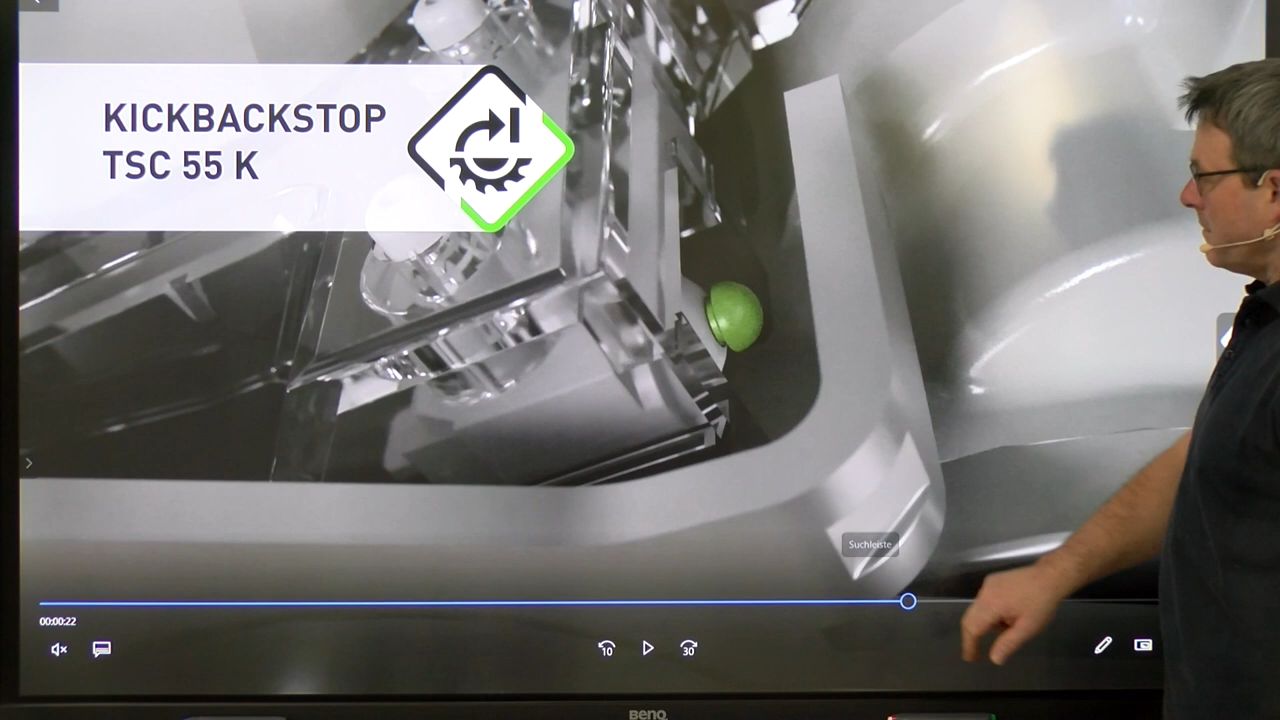 KICKBACKSTOP
TSC 55 K
Suchleiste
00:00:22
10
30
BenQ